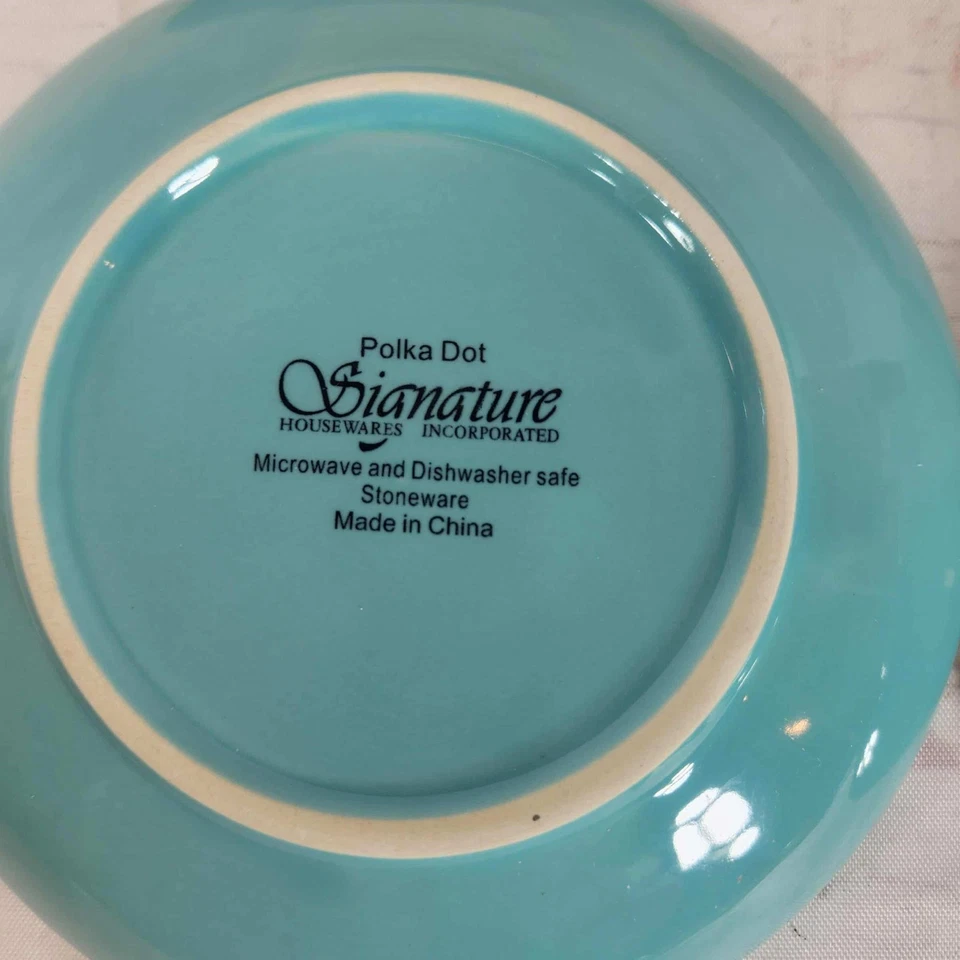 Polka Dot
Signature
HOUSEWARES INCORPORATED
Microwave and Dishwasher safe
Stoneware
Made in China